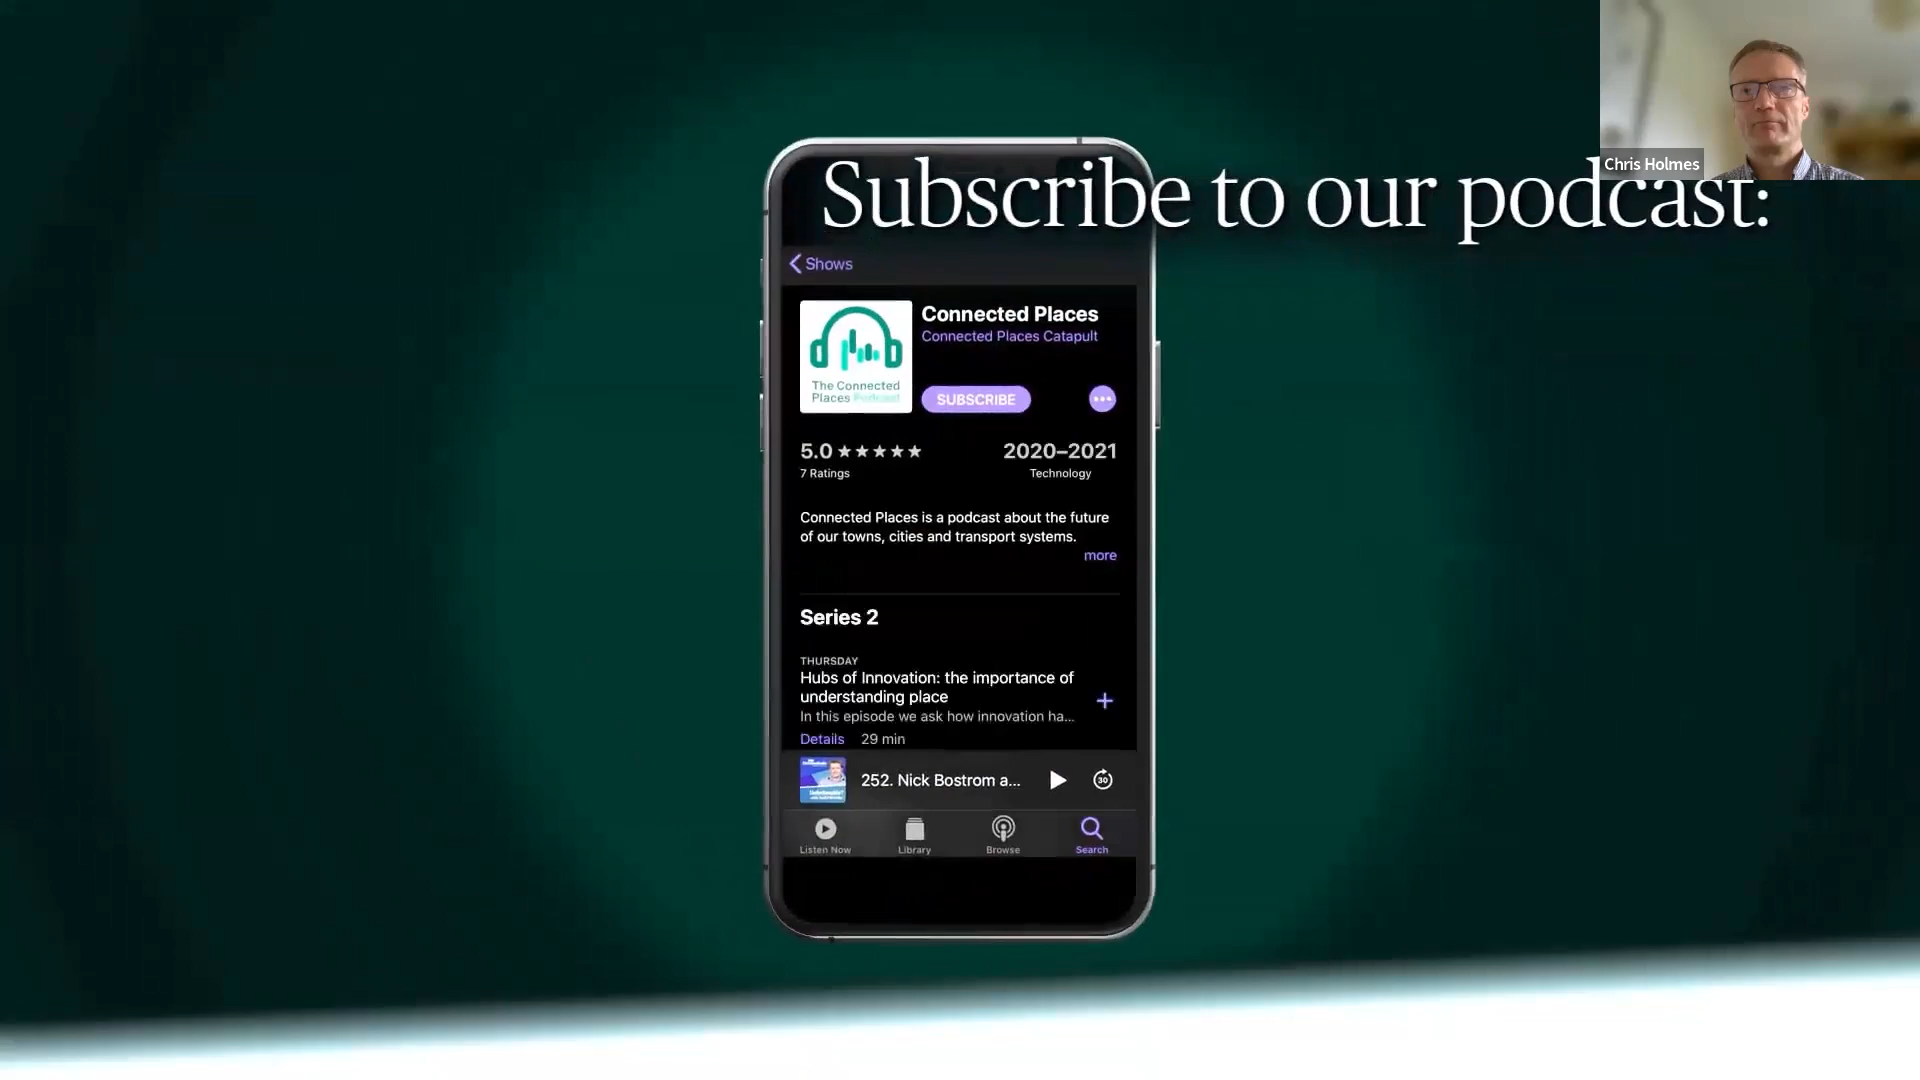 Chris Holmes
Subscribe to our podcast:
Shows
The Connected
Places Podcast
Connected Places
Connected Places Catapult
SUBSCRIBE
5.0 ★★★★★
7 Ratings
2020–2021
Technology
Connected Places is a podcast about the future
of our towns, cities and transport systems.
more
Series 2
THURSDAY
Hubs of Innovation: the importance of
understanding place
In this episode we ask how innovation ha...
Details 29 min
252. Nick Bostrom a...
30
Listen Now
Library
Browse
Search